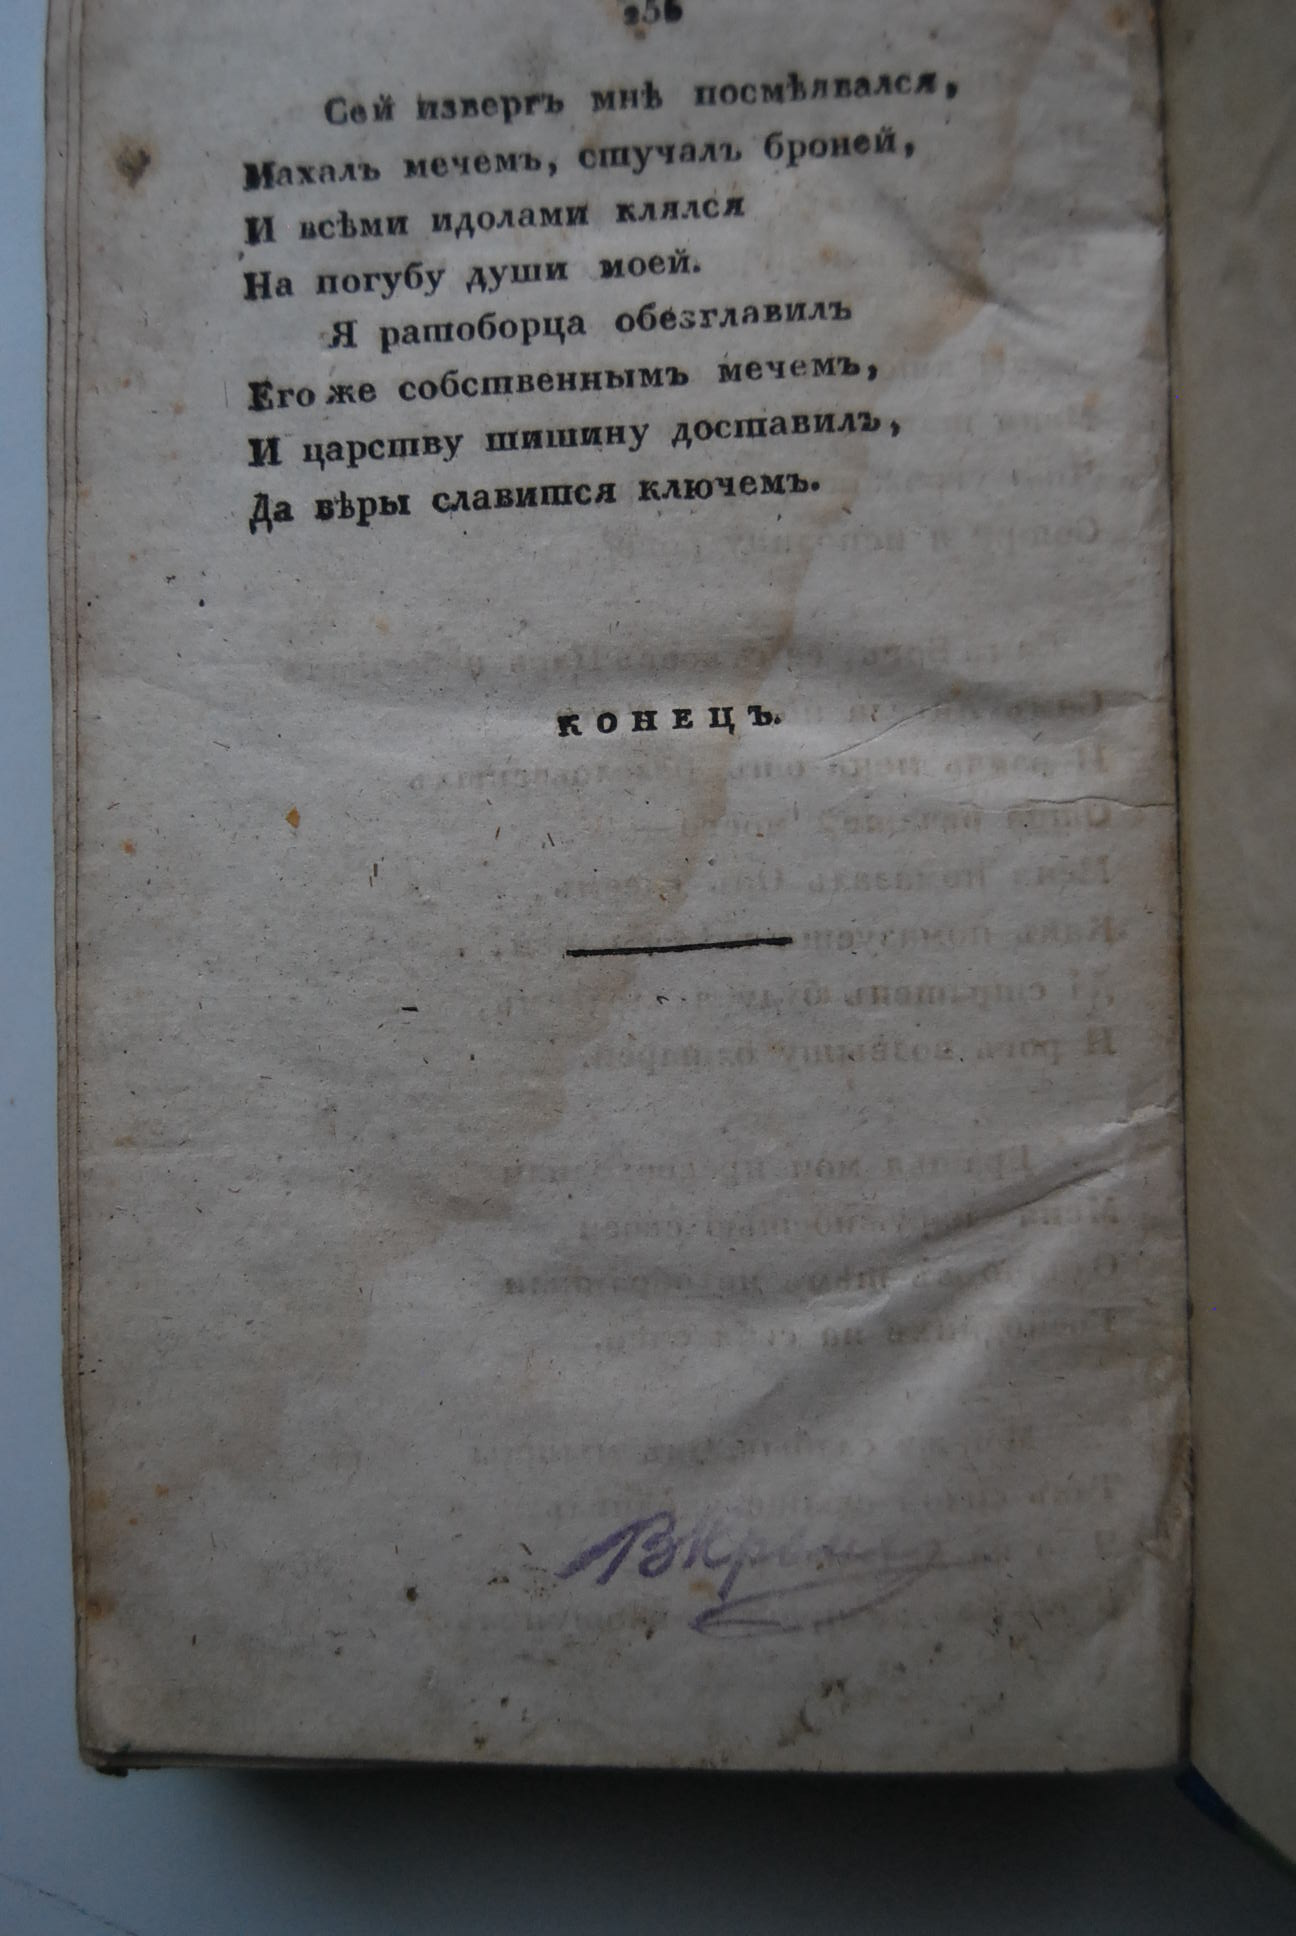 Сей извергъ мнѣ посмѣявался,
Махалъ мечемъ, стучалъ броней,
И всѣми идолами клялся
На погубу души моей.
Я ратоборца обезглавилъ
Его же собственнымъ мечемъ,
И царству тишину доставилъ,
Да вѣры славится ключемъ.
КОНЕЦЪ.